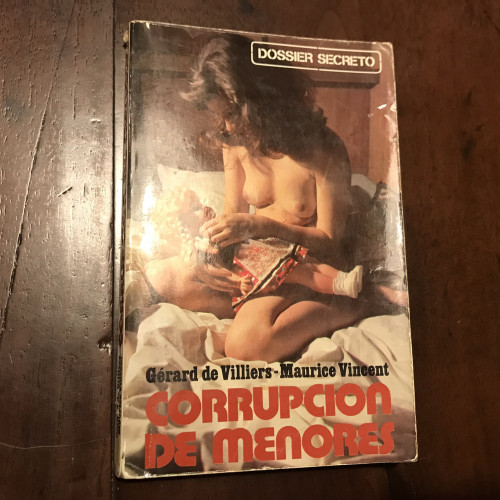 DOSSIER SECRETO
Gérard de Villiers-Maurice Vincent
CORRUPCION
DE MENORES